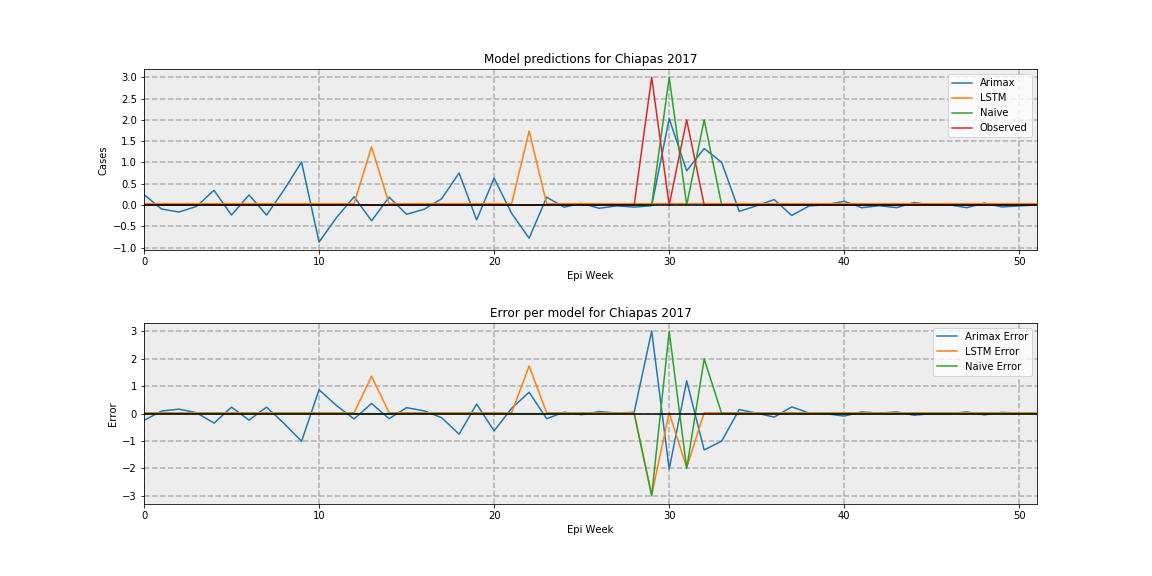 Model predictions for Chiapas 2017
3.0
2.5
2.0
1.5
1.0
0.5
0.0
−0.5
−1.0
Cases
Arimax
LSTM
Naive
Observed
0 10 20 30 40 50
Epi Week
Error per model for Chiapas 2017
3
2
1
0
−1
−2
−3
Error
Arimax Error
LSTM Error
Naive Error
0 10 20 30 40 50
Epi Week